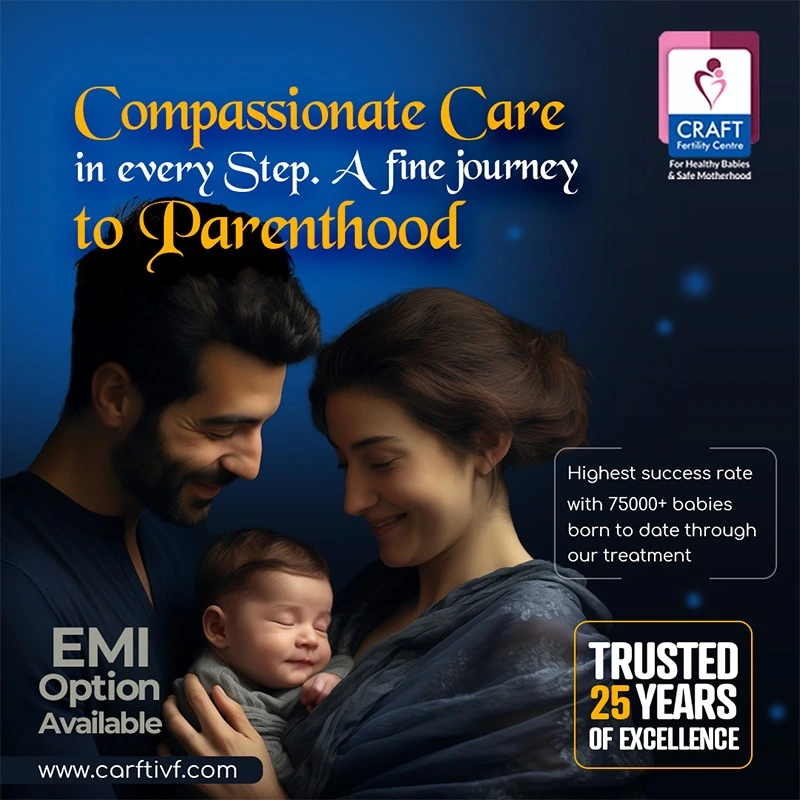 Compassionate Care
in every Step. A fine journey
to Parenthood
CRAFT
Fertility Centre
For Healthy Babies
& Safe Motherhood
Highest success rate
with 75000+ babies
born to date through
our treatment
EMI
Option
Available
TRUSTED
25 YEARS
OF EXCELLENCE
www.carftivf.com